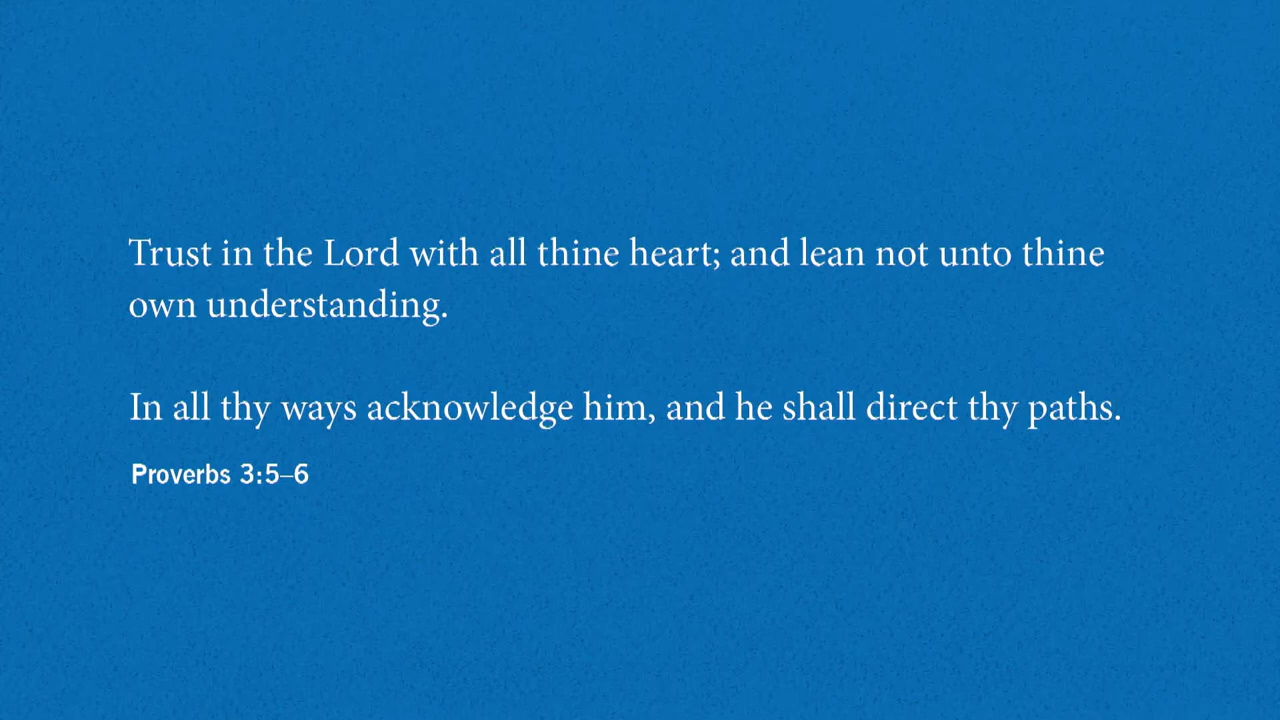 Trust in the Lord with all thine heart; and lean not unto thine
own understanding.
In all thy ways acknowledge him, and he shall direct thy paths.
Proverbs 3:5–6